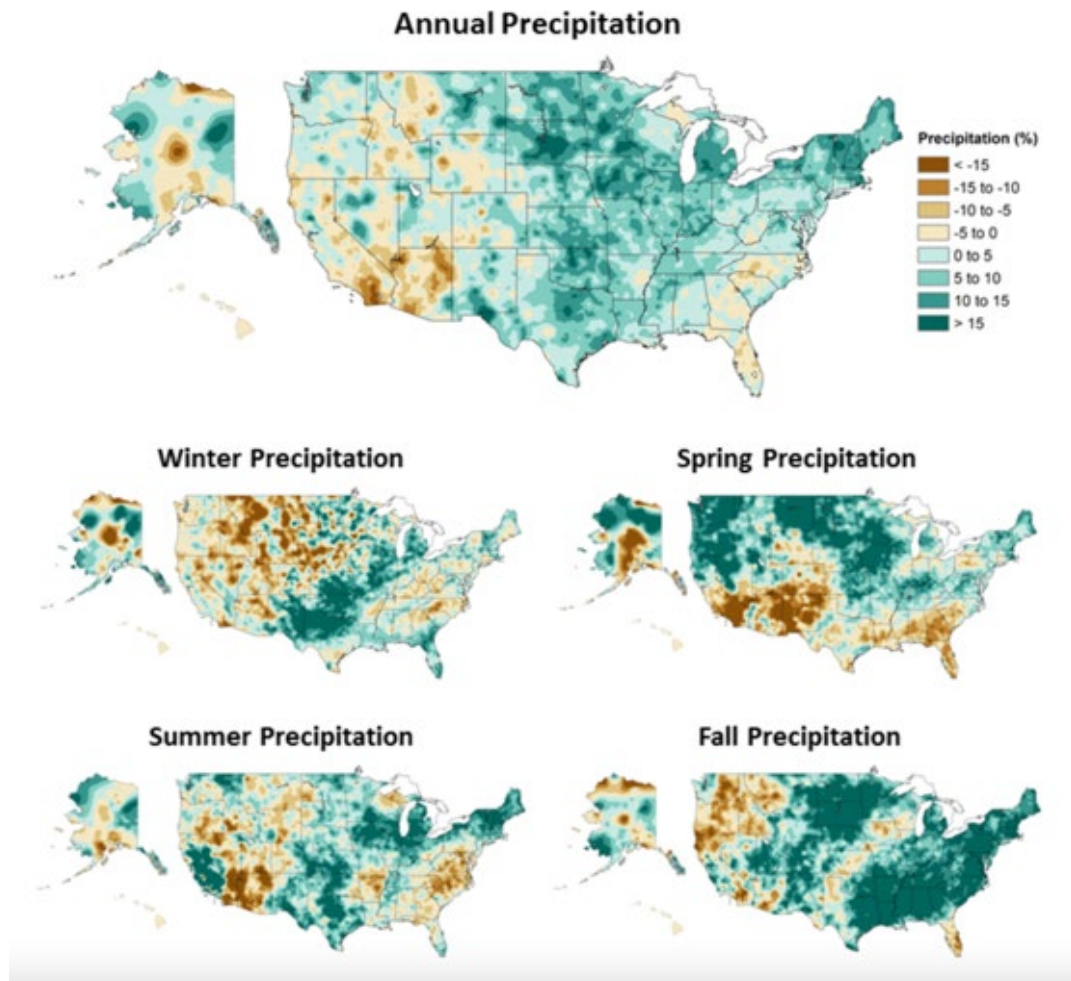 Annual Precipitation
Precipitation (%)
< -15
-15 to -10
-10 to -5
-5 to 0
0 to 5
5 to 10
10 to 15
> 15
Winter Precipitation
Spring Precipitation
Summer Precipitation
Fall Precipitation